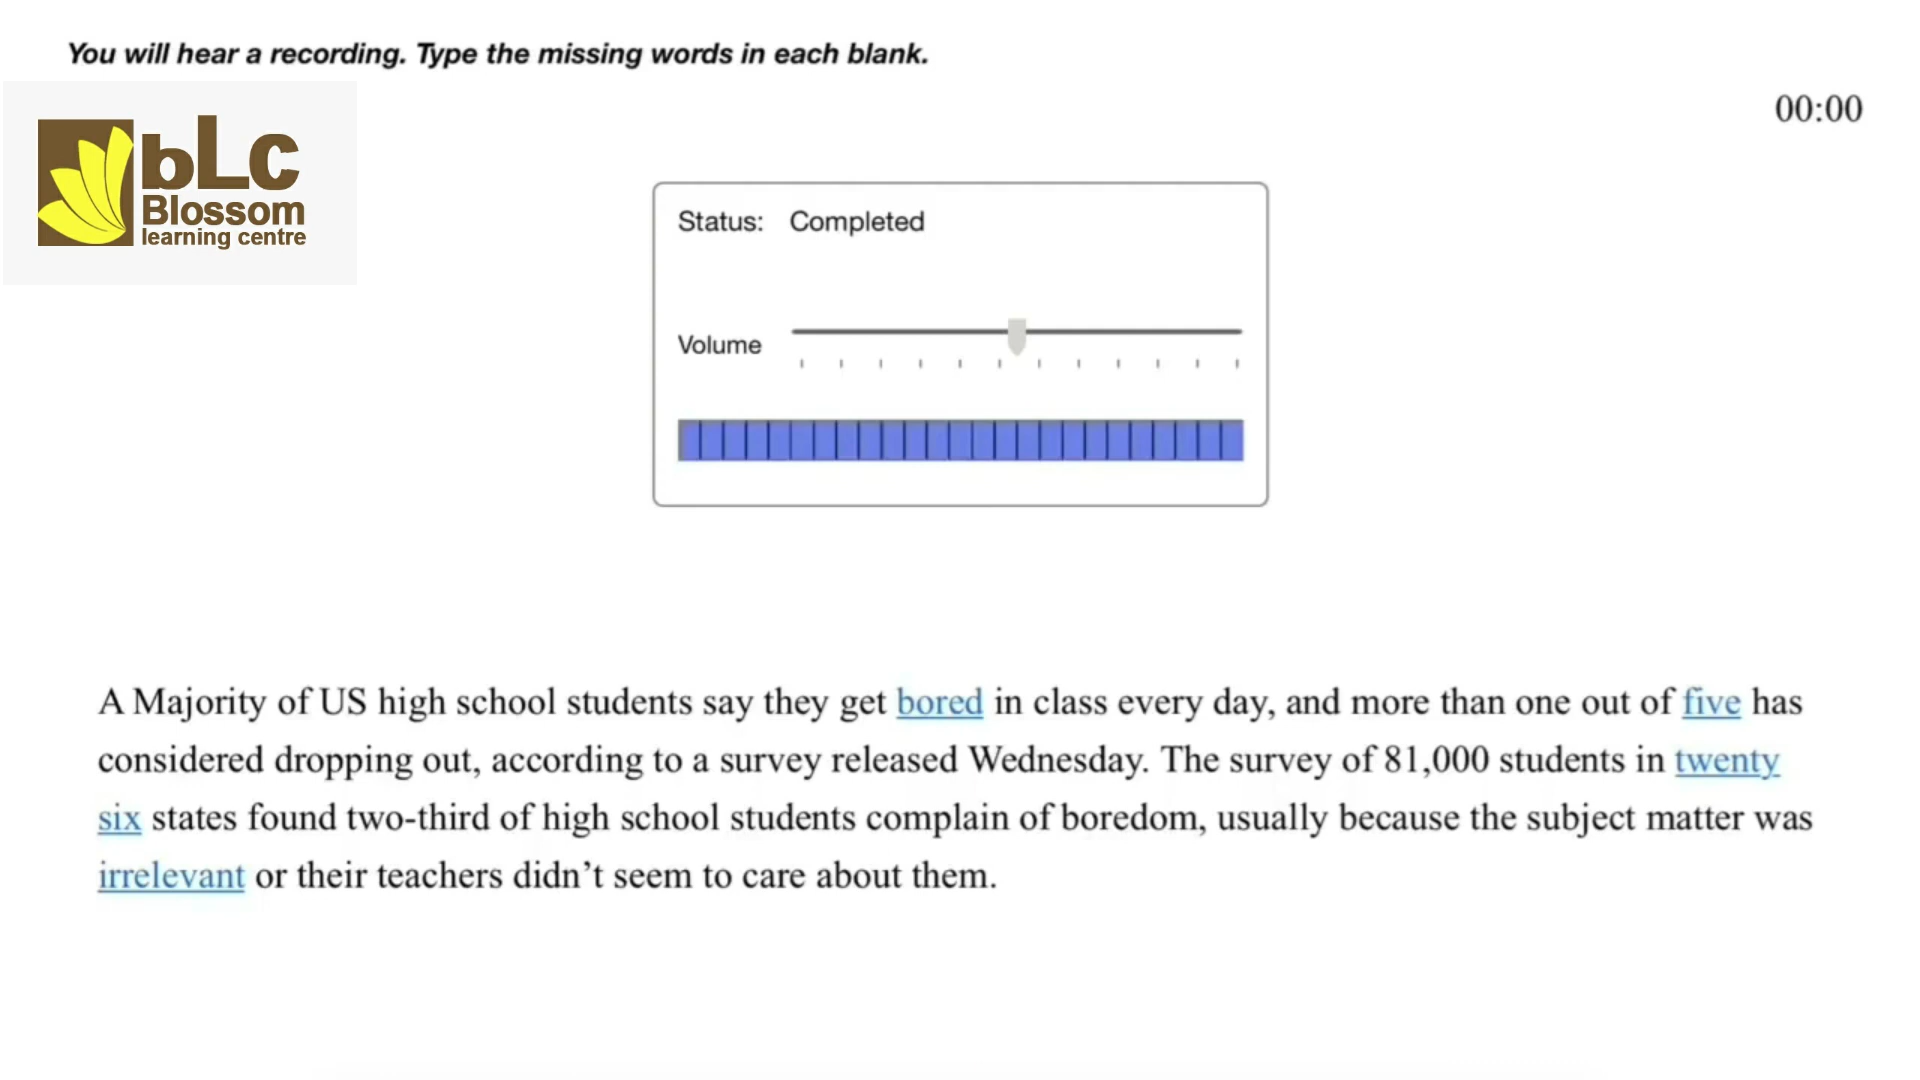 You will hear a recording. Type the missing words in each blank.
00:00
bLc
Blossom
learning centre
Status: Completed
Volume
A Majority of US high school students say they get bored in class every day, and more than one out of five has
considered dropping out, according to a survey released Wednesday. The survey of 81,000 students in twenty
six states found two-third of high school students complain of boredom, usually because the subject matter was
irrelevant or their teachers didn’t seem to care about them.